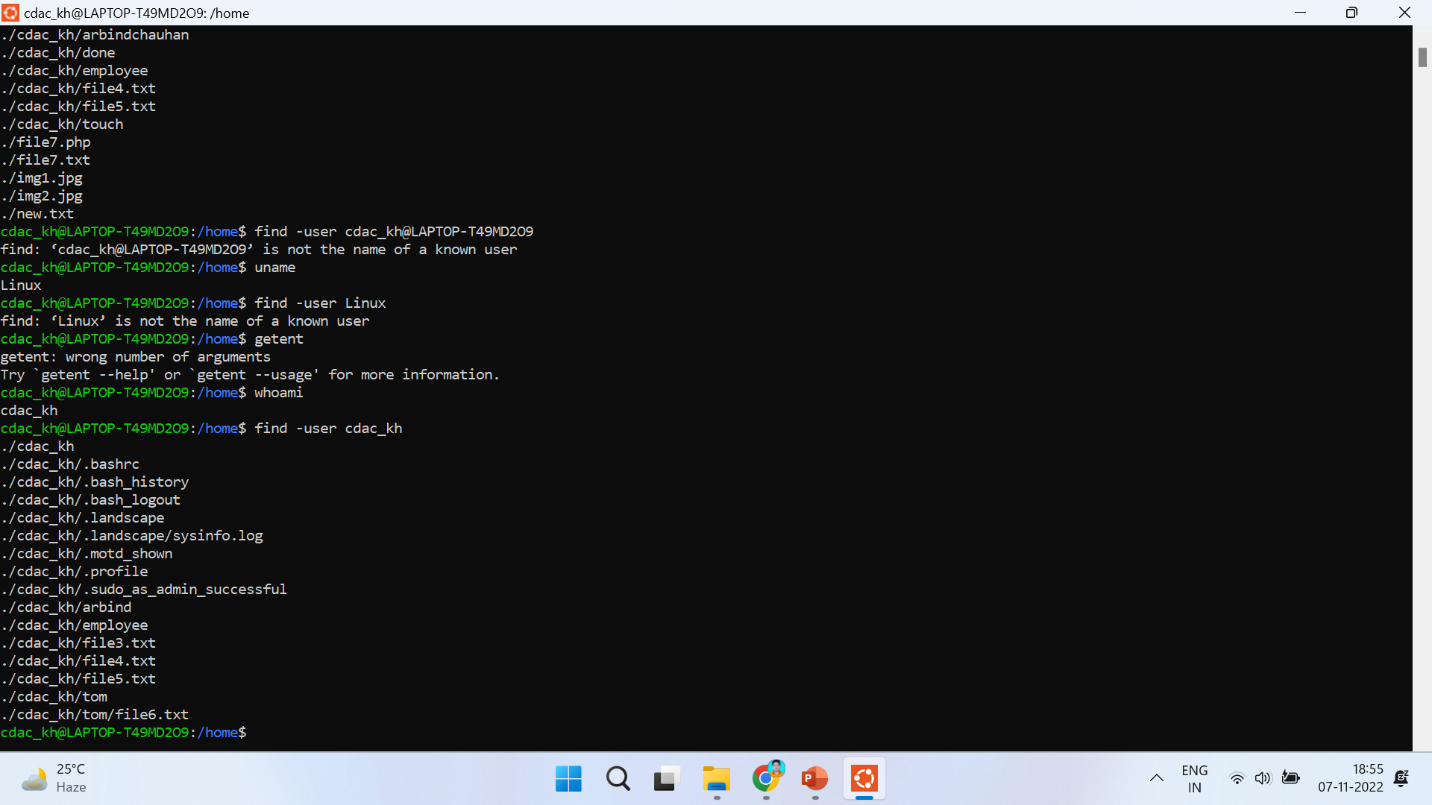 cdac_kh@LAPTOP-T49MD2O9: /home
./cdac_kh/arbindchauhan
./cdac_kh/done
./cdac_kh/employee
./cdac_kh/file4.txt
./cdac_kh/file5.txt
./cdac_kh/touch
./file7.php
./file7.txt
./img1.jpg
./img2.jpg
./new.txt
cdac_kh@LAPTOP-T49MD2O9:/home$ find -user cdac_kh@LAPTOP-T49MD2O9
find: ‘cdac_kh@LAPTOP-T49MD2O9’ is not the name of a known user
cdac_kh@LAPTOP-T49MD2O9:/home$ uname
Linux
cdac_kh@LAPTOP-T49MD2O9:/home$ find -user Linux
find: ‘Linux’ is not the name of a known user
cdac_kh@LAPTOP-T49MD2O9:/home$ getent
getent: wrong number of arguments
Try `getent --help' or `getent --usage' for more information.
cdac_kh@LAPTOP-T49MD2O9:/home$ whoami
cdac_kh
cdac_kh@LAPTOP-T49MD2O9:/home$ find -user cdac_kh
./cdac_kh
./cdac_kh/.bashrc
./cdac_kh/.bash_history
./cdac_kh/.bash_logout
./cdac_kh/.landscape
./cdac_kh/.landscape/sysinfo.log
./cdac_kh/.motd_shown
./cdac_kh/.profile
./cdac_kh/.sudo_as_admin_successful
./cdac_kh/arbind
./cdac_kh/employee
./cdac_kh/file3.txt
./cdac_kh/file4.txt
./cdac_kh/file5.txt
./cdac_kh/tom
./cdac_kh/tom/file6.txt
cdac_kh@LAPTOP-T49MD2O9:/home$
25°C
Haze
P
ENG
IN
18:55
07-11-2022